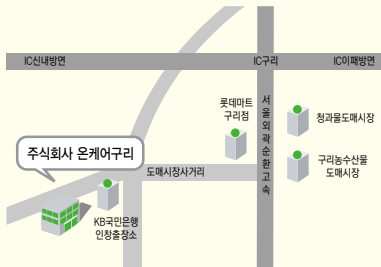 IC신내방면
IC구리
IC이패방면
롯데마트
구리점
서울외곽순환고속
청과물도매시장
구리농수산물
도매시장
주식회사 온케어구리
도매시장사거리
KB국민은행
인창출장소